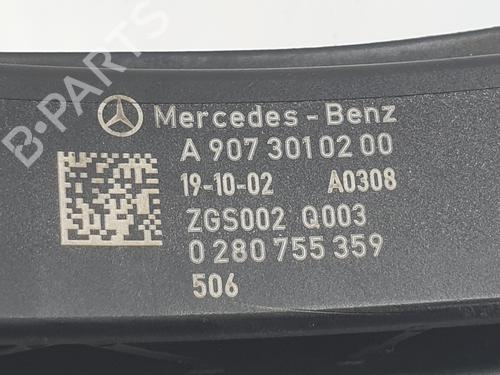 Mercedes-Benz
A 907 301 02 00
19-10-02 A0308
ZGS002 Q003
0 280 755 359
506
B-Parts